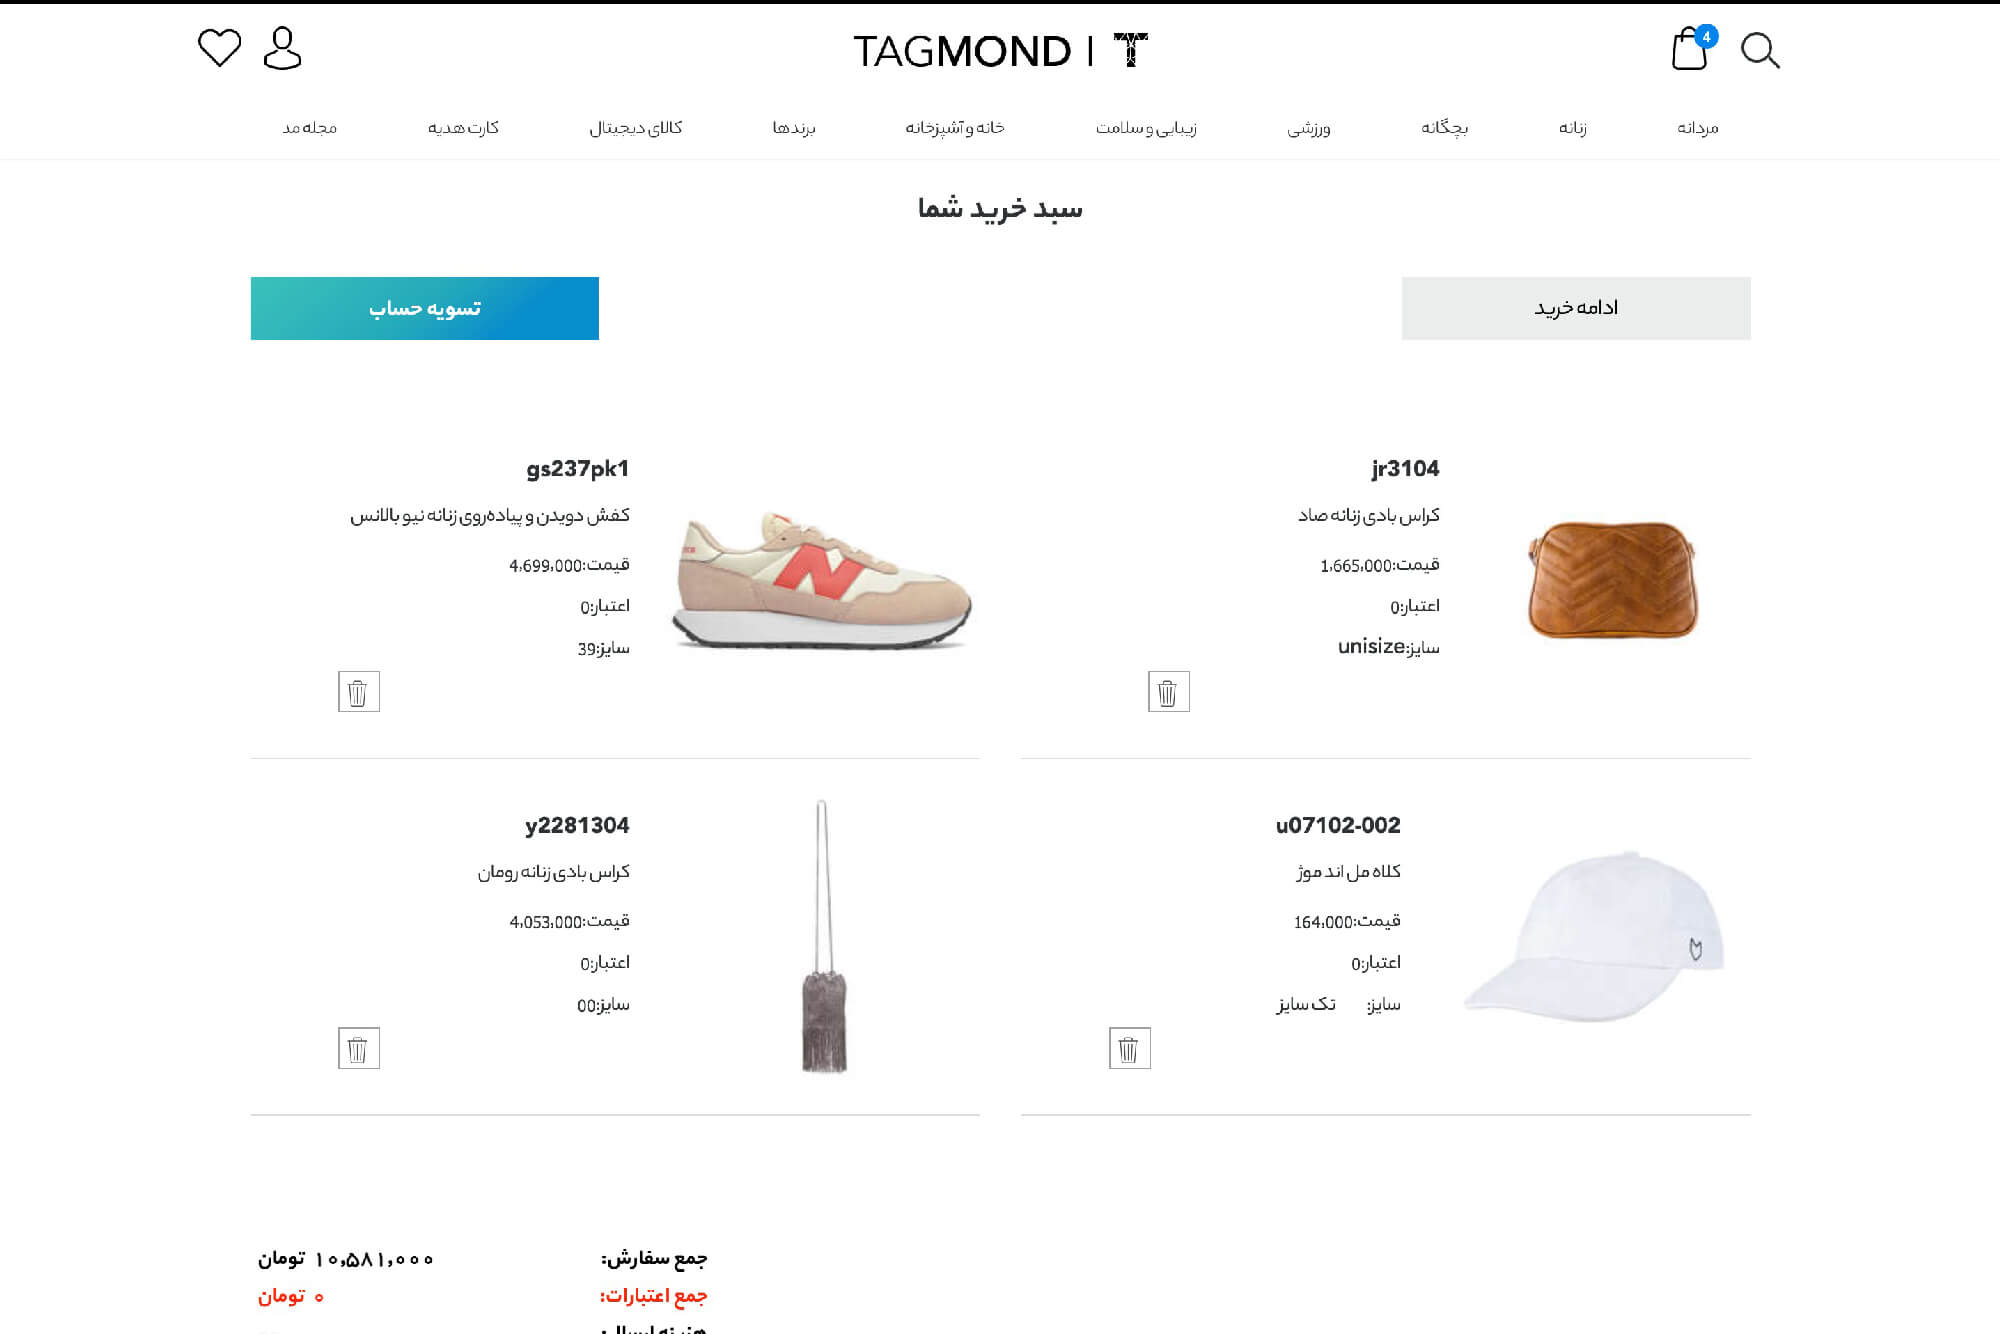 TAGMOND | T
4
مردانه
زنانه
بچگانه
ورزشی
زیبایی و سلامت
خانه و آشپزخانه
برندها
کالای دیجیتال
کارت هدیه
مجله مد
سبد خرید شما
ادامه خرید
تسویه حساب
jr3104
کراس بادی زنانه صاد
قیمت:1,665,000
اعتبار:0
سایز:unisize
gs237pk1
کفش دویدن و پیاده‌روی زنانه نیو بالانس
قیمت:4,699,000
اعتبار:0
سایز:39
u07102-002
کلاه مل اند موژ
قیمت:164,000
اعتبار:0
سایز: تک سایز
y2281304
کراس بادی زنانه رومان
قیمت:4,053,000
اعتبار:0
سایز:00
جمع سفارش: ۱۰,۵۸۱,۰۰۰ تومان
جمع اعتبارات: ۰ تومان
هزینه ارسال: